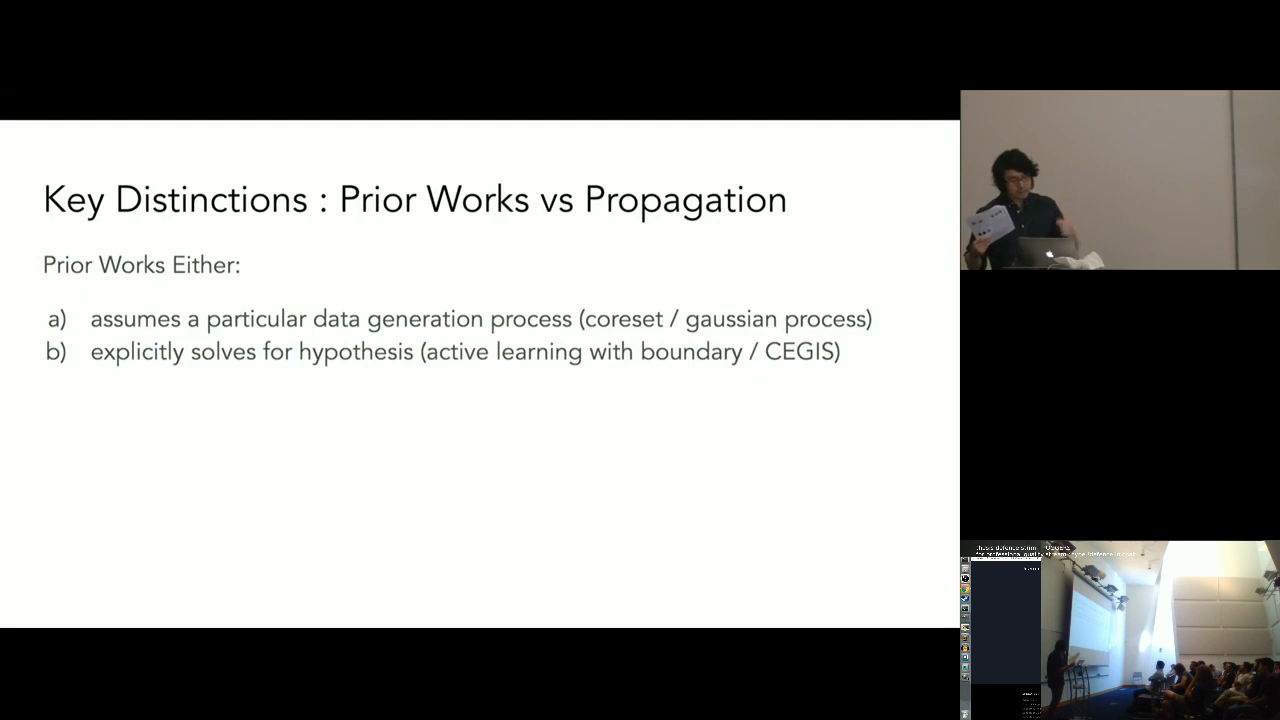 Key Distinctions : Prior Works vs Propagation
Prior Works Either:
a) assumes a particular data generation process (coreset / gaussian process)
b) explicitly solves for hypothesis (active learning with boundary / CEGIS)